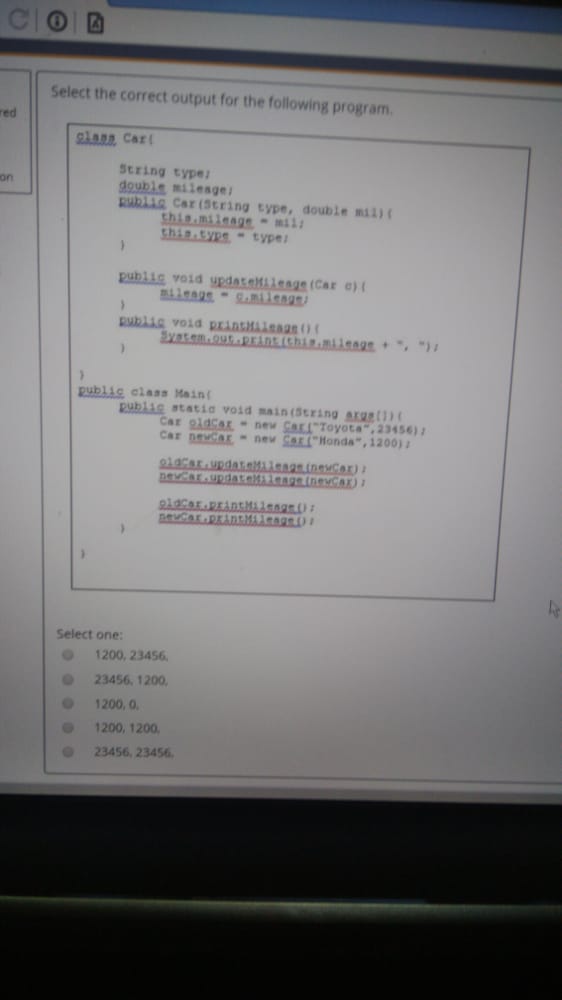 red
on
Select the correct output for the following program.
class Car{
String type;
double mileage;
public Car(String type, double mil){
this.mileage = mil;
this.type = type;
}
public void updateMileage(Car c){
mileage = c.mileage;
}
public void printMileage(){
System.out.print(this.mileage + ", ");
}
}
public class Main{
public static void main(String args[]){
Car oldCar = new Car("Toyota",23456);
Car newCar = new Car("Honda",1200);
oldCar.updateMileage(newCar);
newCar.updateMileage(newCar);
oldCar.printMileage();
newCar.printMileage();
}
}
Select one:
1200, 23456,
23456, 1200,
1200, 0,
1200, 1200,
23456, 23456,